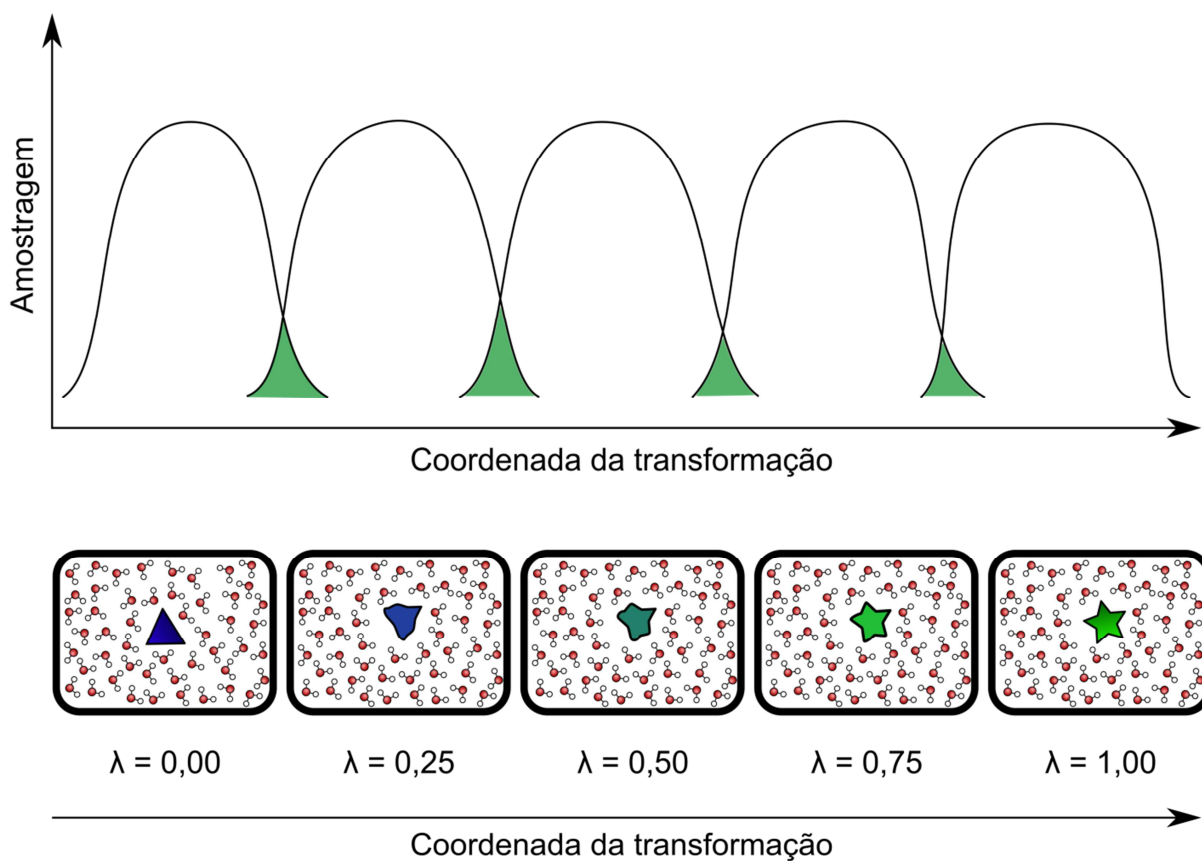 Amostragem
Coordenada da transformação
λ = 0,00
λ = 0,25
λ = 0,50
λ = 0,75
λ = 1,00
Coordenada da transformação